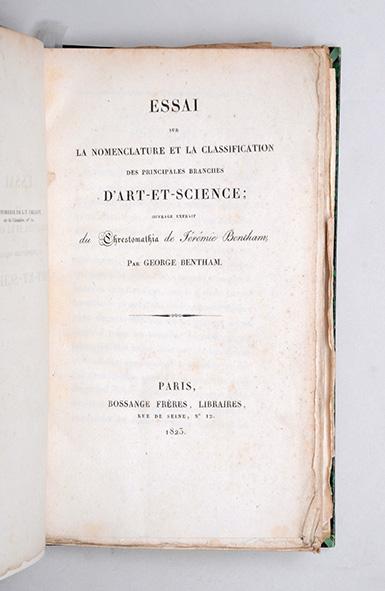 ESSAI
SUR
LA NOMENCLATURE ET LA CLASSIFICATION
DES PRINCIPALES BRANCHES
D'ART-ET-SCIENCE;
OUVRAGE EXTRAIT
du Chrestomathia de Jérémie Bentham,
PAR GEORGE BENTHAM.
PARIS,
BOSSANGE FRÈRES, LIBRAIRES,
RUE DE SEINE, N° 12.
1823.